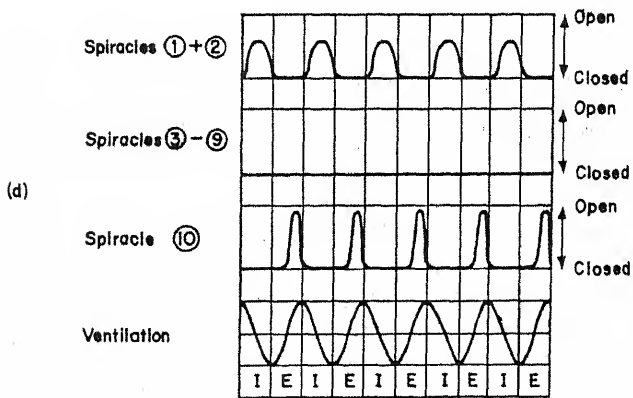 Open
Spiracles ① + ②
Closed
Open
Spiracles ③ - ⑨
(d)
Closed
Open
Spiracle ⑩
Closed
Ventilation
I E I E I E I E I E